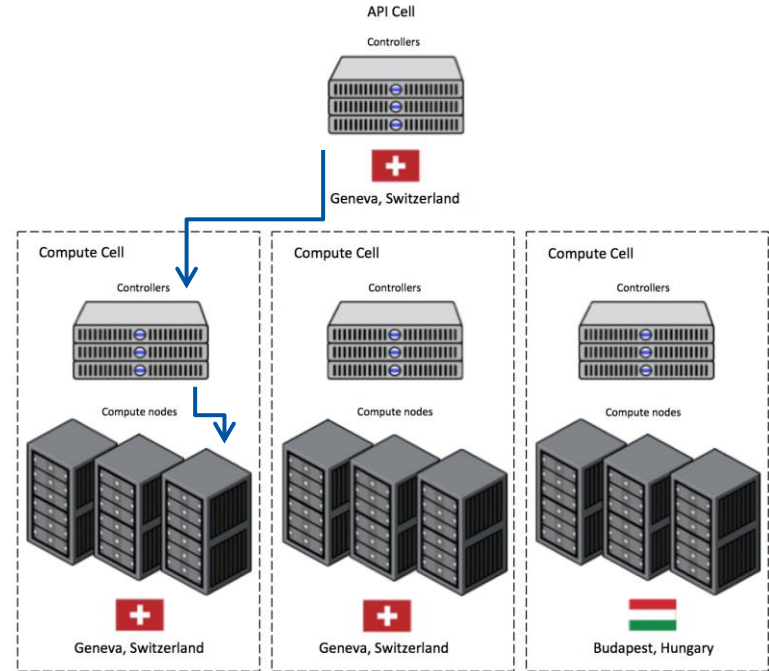 API Cell
Controllers
Geneva, Switzerland
Compute Cell
Controllers
Compute nodes
Geneva, Switzerland
Compute Cell
Controllers
Compute nodes
Geneva, Switzerland
Compute Cell
Controllers
Compute nodes
Budapest, Hungary